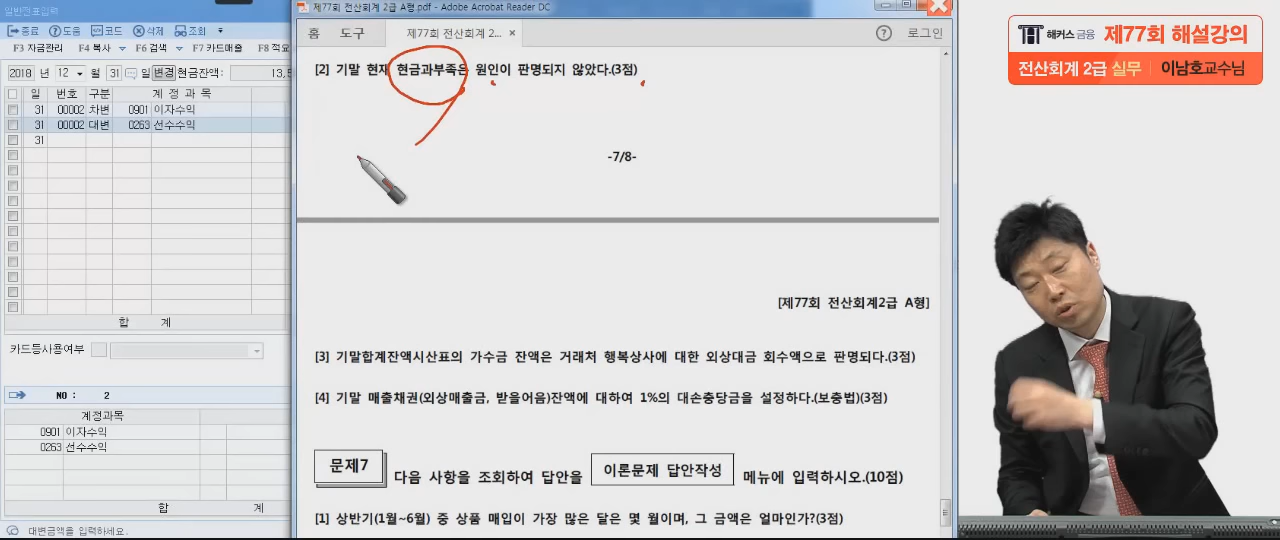 일반전표입력
종료 도움 코드 삭제 조회
F3 자금관리 F4 복사 F6 검색 F7 카드매출 F8 적요
2018 년 12 월 31 일 변경 현금잔액: 13,5
일 번호 구분 계 정 과 목
31 00002 차변 0901 이자수익
31 00002 대변 0263 선수수익
31
합 계
카드등사용여부
NO : 2
계정과목
0901 이자수익
0263 선수수익
합 계
대변금액을 입력하세요.
제77회 전산회계 2급 A형.pdf - Adobe Acrobat Reader DC
홈 도구 제77회 전산회계 2... × ? 로그인
[2] 기말 현재 현금과부족은 원인이 판명되지 않았다.(3점)
-7/8-
[제77회 전산회계2급 A형]
[3] 기말합계잔액시산표의 가수금 잔액은 거래처 행복상사에 대한 외상대금 회수액으로 판명되다.(3점)
[4] 기말 매출채권(외상매출금, 받을어음)잔액에 대하여 1%의 대손충당금을 설정하다.(보충법)(3점)
문제7 다음 사항을 조회하여 답안을 이론문제 답안작성 메뉴에 입력하시오.(10점)
[1] 상반기(1월~6월) 중 상품 매입이 가장 많은 달은 몇 월이며, 그 금액은 얼마인가?(3점)
해커스 금융 제77회 해설강의
전산회계 2급 실무 이남호교수님